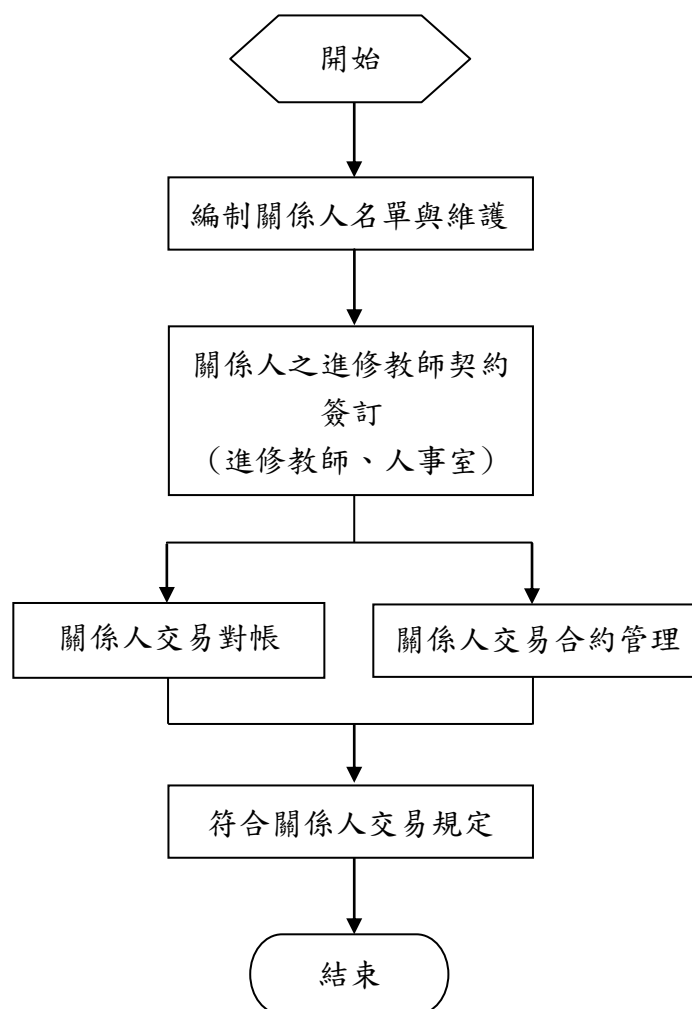 開始
編制關係人名單與維護
關係人之進修教師契約
簽訂
（進修教師、人事室）
關係人交易對帳
關係人交易合約管理
符合關係人交易規定
結束